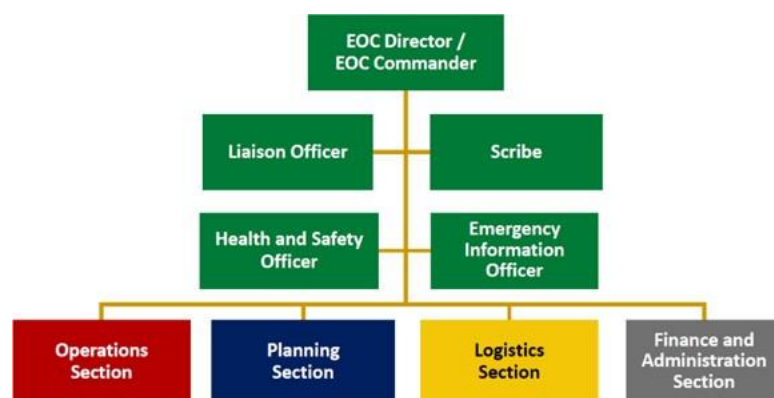 EOC Director /
EOC Commander
Liaison Officer
Scribe
Health and Safety
Officer
Emergency
Information
Officer
Operations
Section
Planning
Section
Logistics
Section
Finance and
Administration
Section